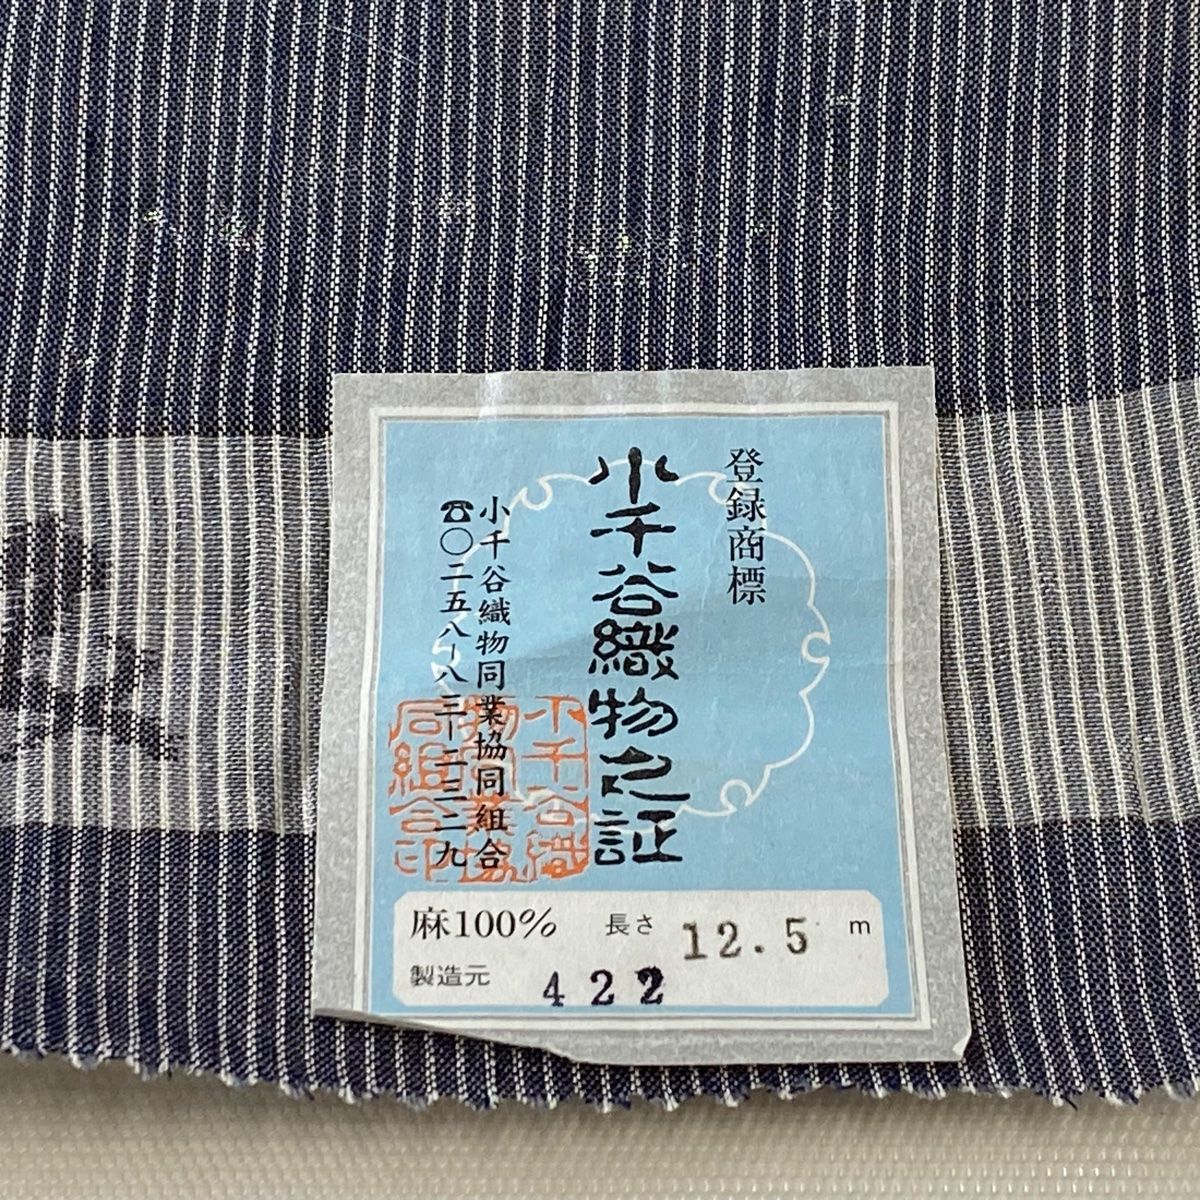 登録商標
小千谷織物之証
小千谷織物同業協同組合
☎〇二五八-八三-二三二九
小千谷織
物同業協
同組合印
麻100% 長さ 12.5 m
製造元 422